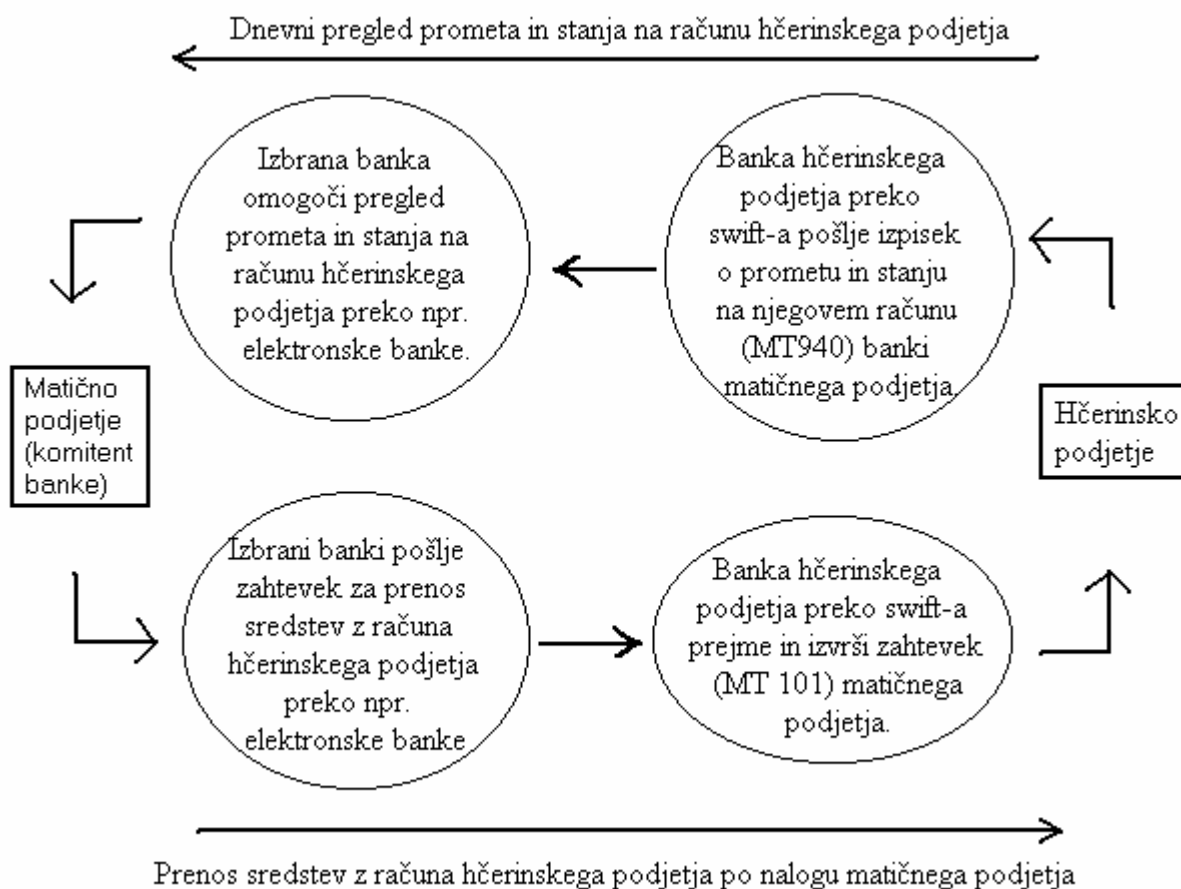 Dnevni pregled prometa in stanja na računu hčerinskega podjetja
Izbrana banka
omogoči pregled
prometa in stanja na
računu hčerinskega
podjetja preko npr.
elektronske banke.
Banka hčerinskega
podjetja preko
swift-a pošlje izpisek
o prometu in stanju
na njegovem računu
(MT940) banki
matičnega podjetja
Matično
podjetje
(komitent
banke)
Hčerinsko
podjetje
Izbrani banki pošlje
zahtevek za prenos
sredstev z računa
hčerinskega podjetja
preko npr.
elektronske banke
Banka hčerinskega
podjetja preko swift-a
prejme in izvrši zahtevek
(MT 101) matičnega
podjetja.
Prenos sredstev z računa hčerinskega podjetja po nalogu matičnega podjetja